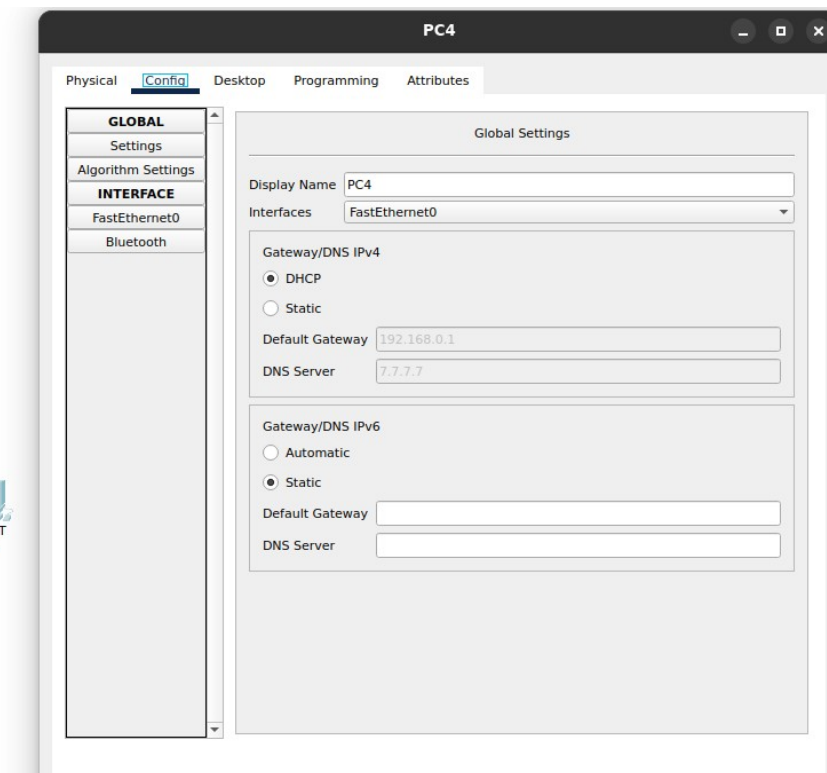 PC4
Physical Config Desktop Programming Attributes
GLOBAL
Settings
Algorithm Settings
INTERFACE
FastEthernet0
Bluetooth
Global Settings
Display Name PC4
Interfaces FastEthernet0
Gateway/DNS IPv4
DHCP
Static
Default Gateway 192.168.0.1
DNS Server 7.7.7.7
Gateway/DNS IPv6
Automatic
Static
Default Gateway
DNS Server
T